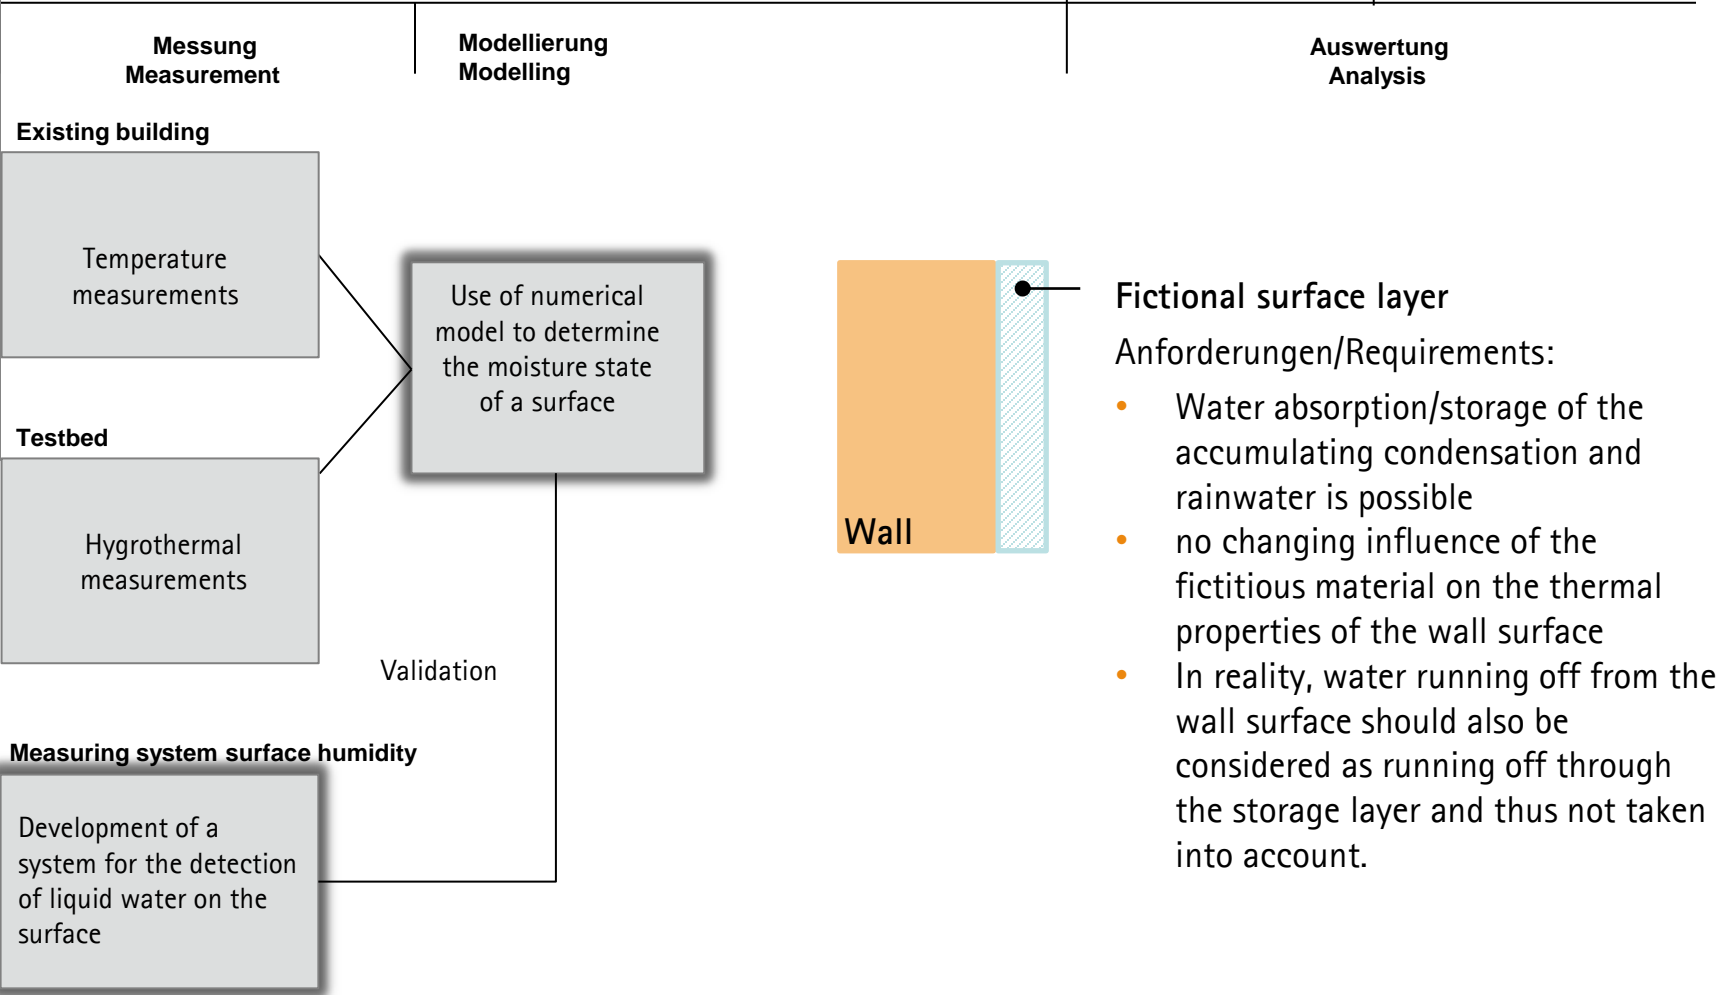 Messung
Measurement
Modellierung
Modelling
Auswertung
Analysis
Existing building
Temperature
measurements
Testbed
Hygrothermal
measurements
Measuring system surface humidity
Development of a
system for the detection
of liquid water on the
surface
Use of numerical
model to determine
the moisture state
of a surface
Validation
Wall
Fictional surface layer
Anforderungen/Requirements:
• Water absorption/storage of the
accumulating condensation and
rainwater is possible
• no changing influence of the
fictitious material on the thermal
properties of the wall surface
• In reality, water running off from the
wall surface should also be
considered as running off through
the storage layer and thus not taken
into account.